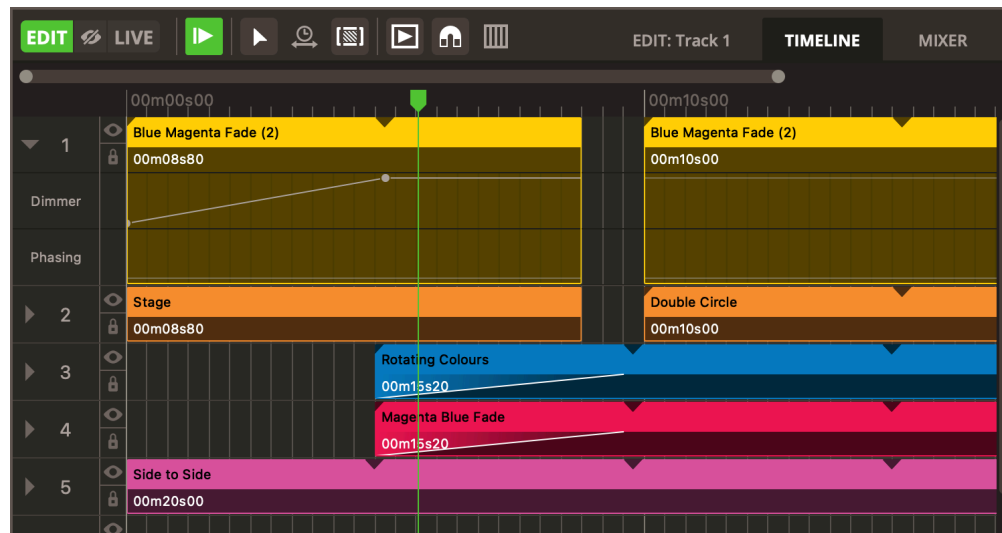 EDIT LIVE EDIT: Track 1 TIMELINE MIXER
00m00s00 00m10s00
1 Blue Magenta Fade (2) Blue Magenta Fade (2)
00m08s80 00m10s00
Dimmer
Phasing
2 Stage Double Circle
00m08s80 00m10s00
3 Rotating Colours
00m15s20
4 Magenta Blue Fade
00m15s20
5 Side to Side
00m20s00